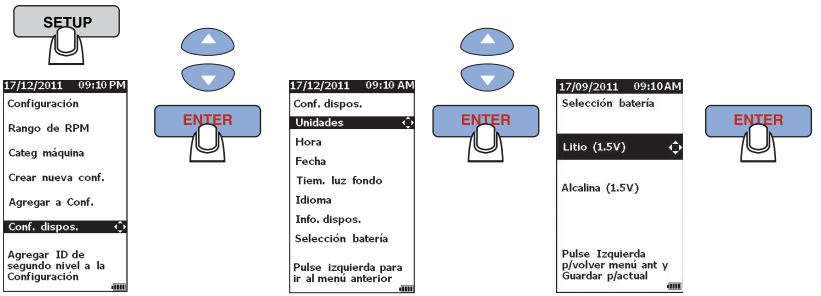 SETUP
17/12/2011 09:10 PM
Configuración
Rango de RPM
Categ máquina
Crear nueva conf.
Agregar a Conf.
Conf. dispos.
Agregar ID de
segundo nivel a la
Configuración
ENTER
17/12/2011 09:10 AM
Conf. dispos.
Unidades
Hora
Fecha
Tiem. luz fondo
Idioma
Info. dispos.
Selección batería
Pulse izquierda para
ir al menú anterior
ENTER
17/09/2011 09:10AM
Selección batería
Litio (1.5V)
Alcalina (1.5V)
Pulse Izquierda
p/volver menú ant y
Guardar p/actual
ENTER